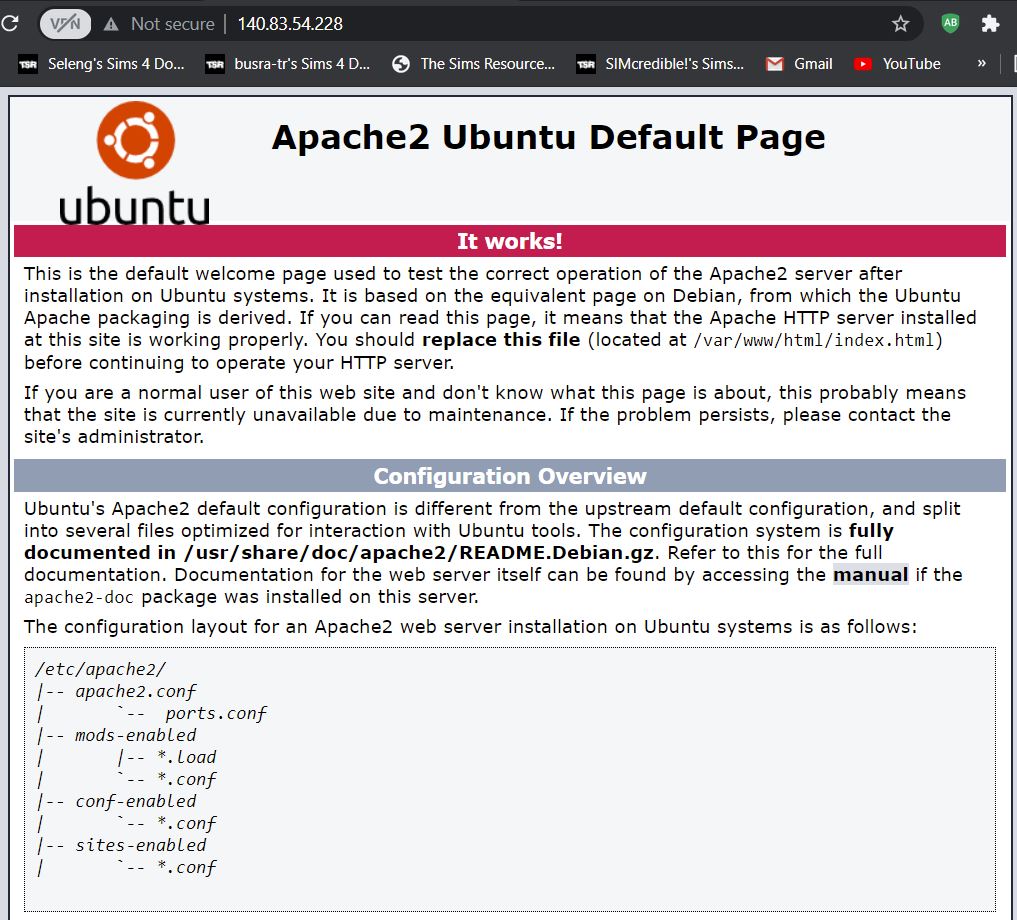 VPN Not secure 140.83.54.228 AB
TSR Seleng's Sims 4 Do... TSR busra-tr's Sims 4 D... The Sims Resource... TSR SIMcredible!'s Sims... Gmail YouTube »
Apache2 Ubuntu Default Page
ubuntu
It works!
This is the default welcome page used to test the correct operation of the Apache2 server after
installation on Ubuntu systems. It is based on the equivalent page on Debian, from which the Ubuntu
Apache packaging is derived. If you can read this page, it means that the Apache HTTP server installed
at this site is working properly. You should replace this file (located at /var/www/html/index.html)
before continuing to operate your HTTP server.
If you are a normal user of this web site and don't know what this page is about, this probably means
that the site is currently unavailable due to maintenance. If the problem persists, please contact the
site's administrator.
Configuration Overview
Ubuntu's Apache2 default configuration is different from the upstream default configuration, and split
into several files optimized for interaction with Ubuntu tools. The configuration system is fully
documented in /usr/share/doc/apache2/README.Debian.gz. Refer to this for the full
documentation. Documentation for the web server itself can be found by accessing the manual if the
apache2-doc package was installed on this server.
The configuration layout for an Apache2 web server installation on Ubuntu systems is as follows:
/etc/apache2/
|-- apache2.conf
|       `--  ports.conf
|-- mods-enabled
|       |-- *.load
|       `-- *.conf
|-- conf-enabled
|       `-- *.conf
|-- sites-enabled
|       `-- *.conf